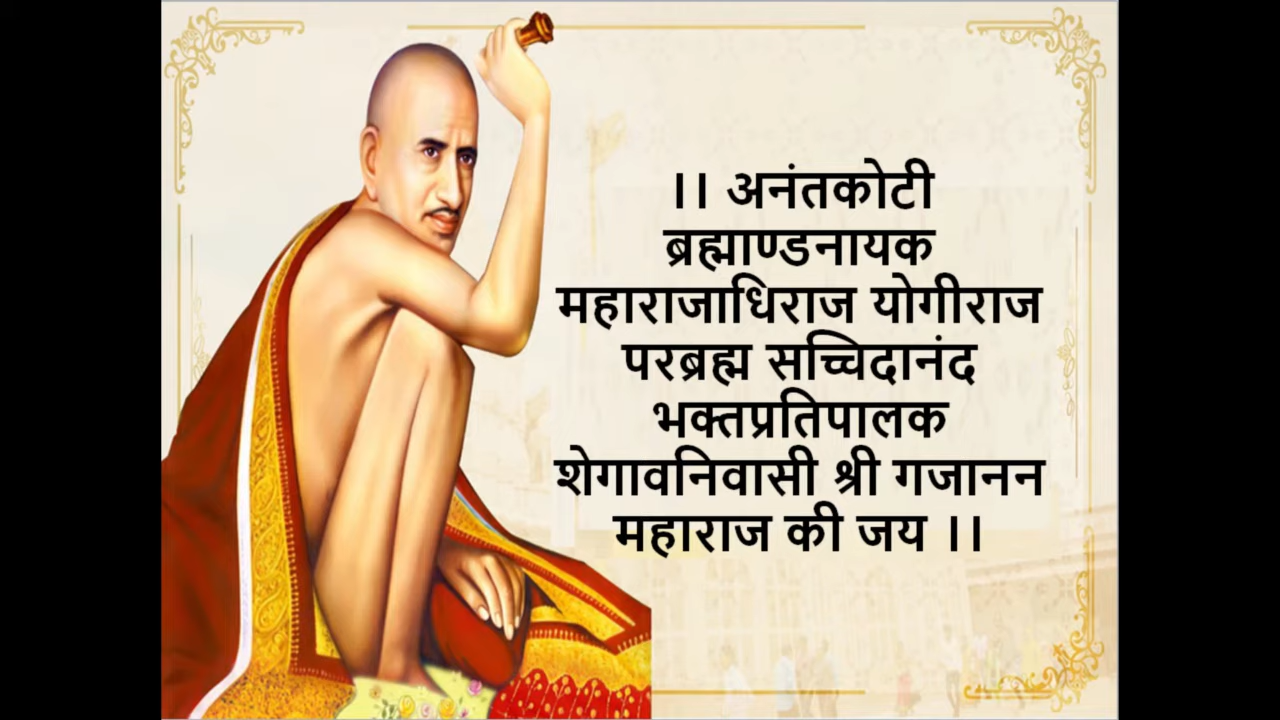 ।। अनंतकोटी
ब्रह्माण्डनायक
महाराजाधिराज योगीराज
परब्रह्म सच्चिदानंद
भक्तप्रतिपालक
शेगावनिवासी श्री गजानन
महाराज की जय ।।